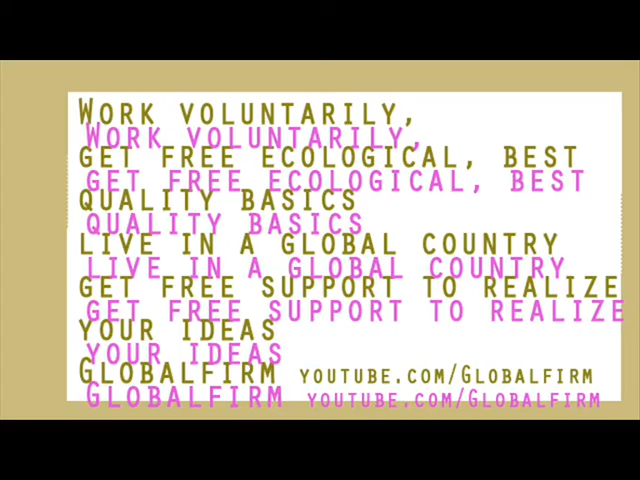 Work voluntarily,
Work voluntarily,
get free ecological, best
get free ecological, best
quality basics
quality basics
live in a global country
live in a global country
get free support to realize
get free support to realize
your ideas
your ideas
Globalfirm youtube.com/Globalfirm
Globalfirm youtube.com/Globalfirm